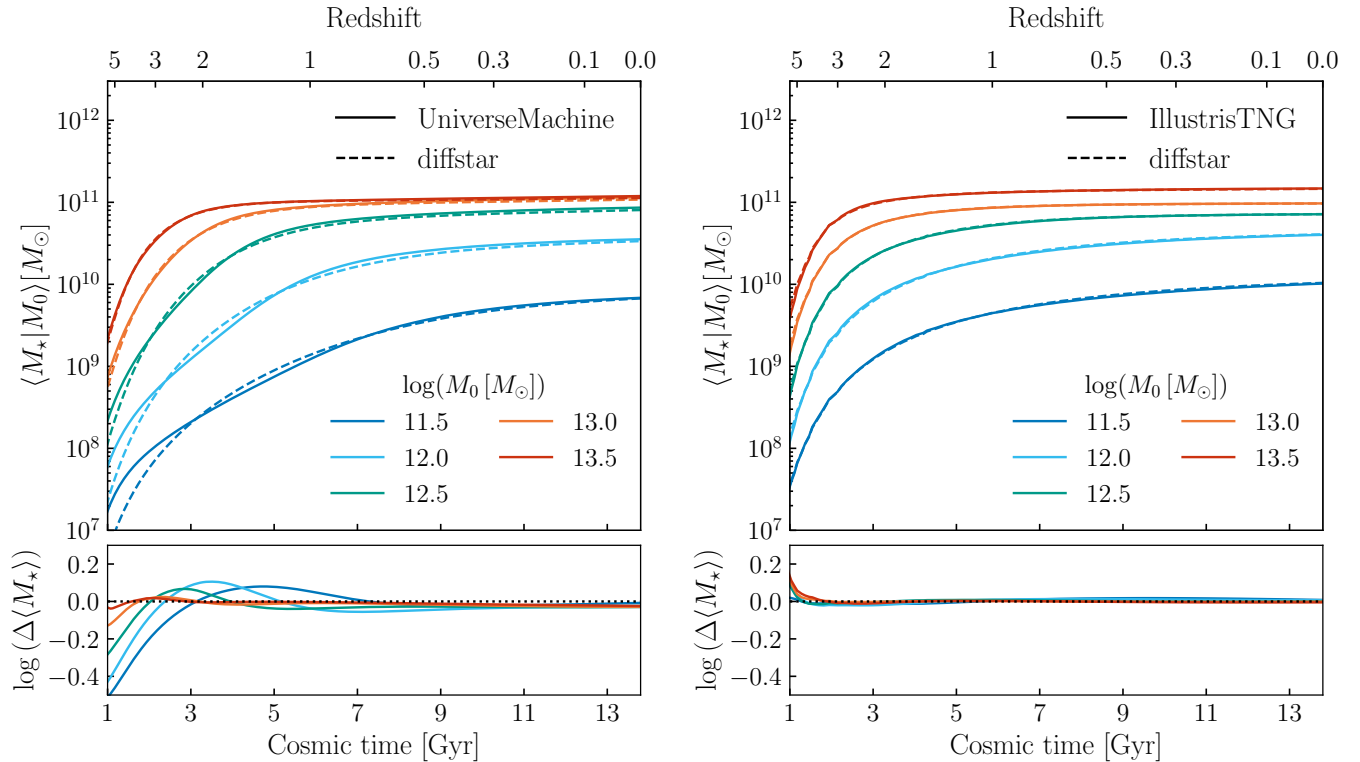 Redshift
5 3 2 1 0.5 0.3 0.1 0.0
10^12
10^11
10^10
10^9
10^8
10^7
⟨M⋆|M0⟩[M⊙]
UniverseMachine
diffstar
log(M0 [M⊙])
11.5 13.0
12.0 13.5
12.5
0.2
0.0
−0.2
−0.4
log (Δ⟨M⋆⟩)
1 3 5 7 9 11 13
Cosmic time [Gyr]
Redshift
5 3 2 1 0.5 0.3 0.1 0.0
10^12
10^11
10^10
10^9
10^8
10^7
⟨M⋆|M0⟩[M⊙]
IllustrisTNG
diffstar
log(M0 [M⊙])
11.5 13.0
12.0 13.5
12.5
0.2
0.0
−0.2
−0.4
log (Δ⟨M⋆⟩)
1 3 5 7 9 11 13
Cosmic time [Gyr]